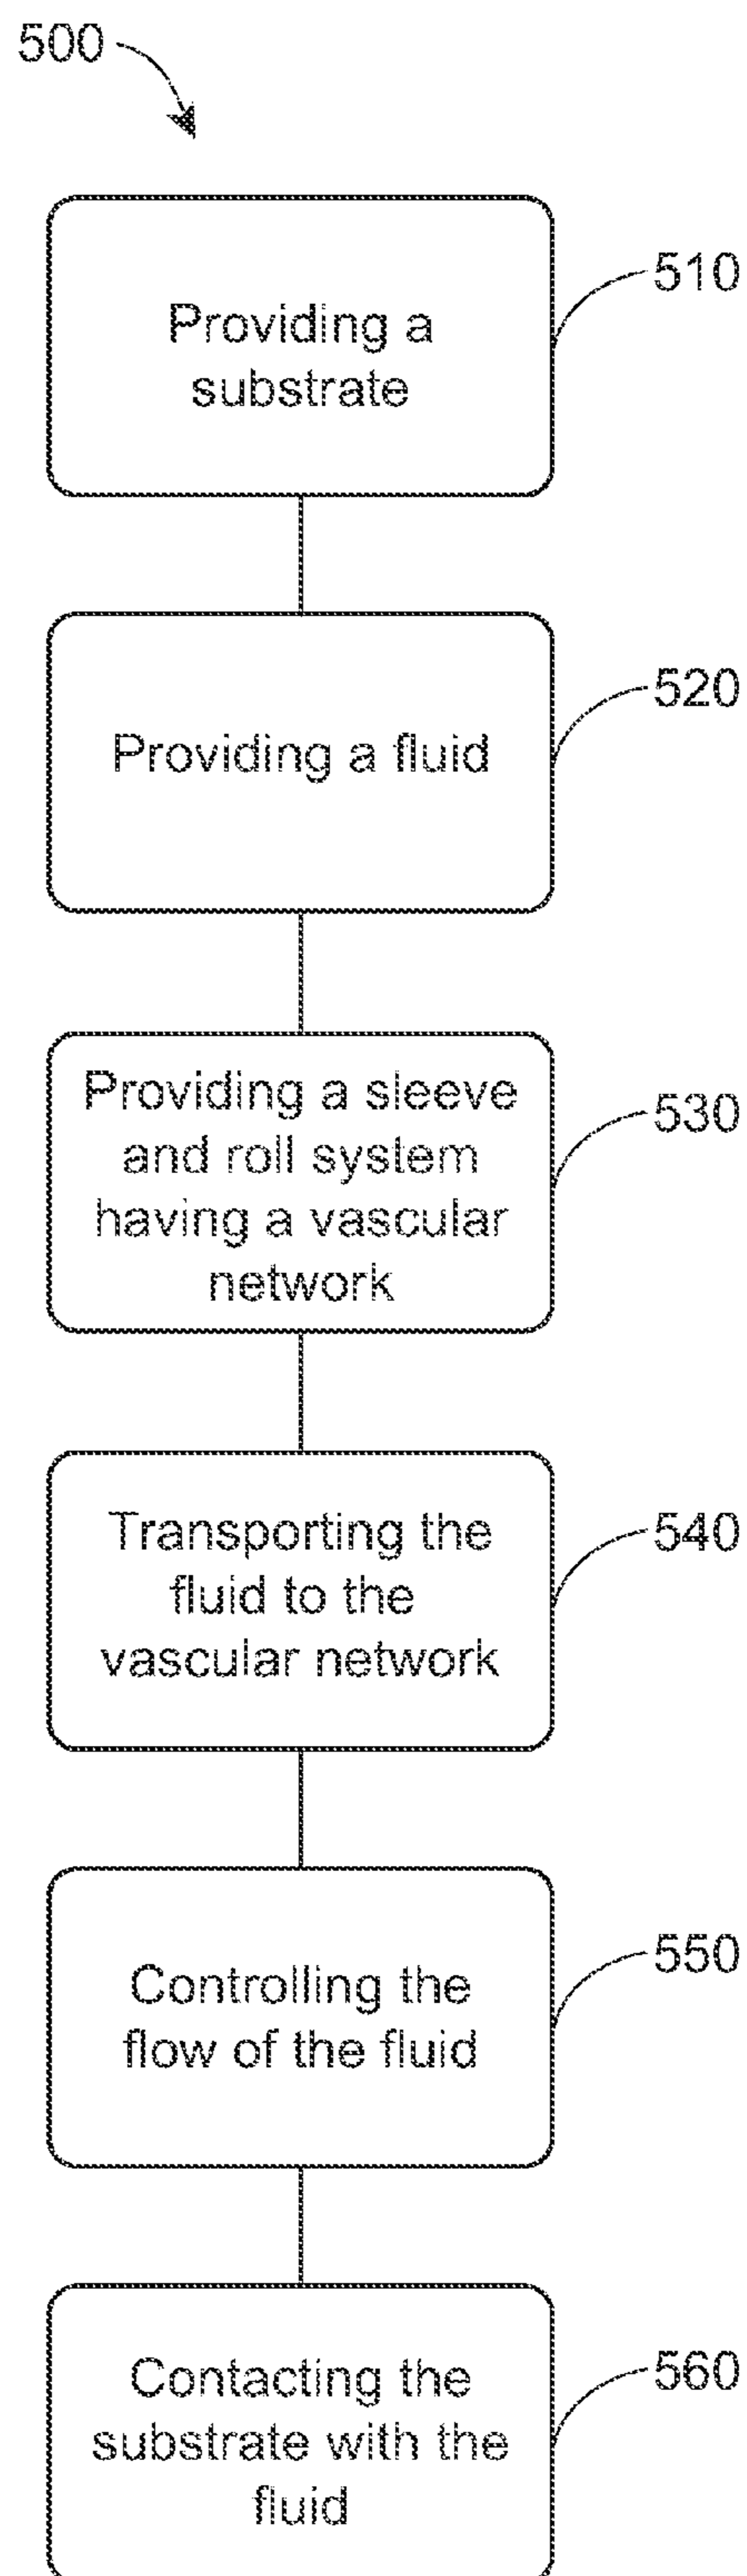 500
510
Providing a
substrate
520
Providing a fluid
530
Providing a sleeve
and roll system
having a vascular
network
540
Transporting the
fluid to the
vascular network
550
Controlling the
flow of the fluid
560
Contacting the
substrate with the
fluid